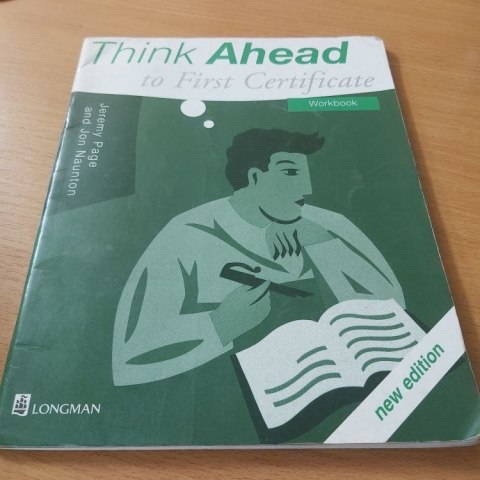 Think Ahead
to First Certificate
Workbook
Jeremy Page
and Jon Naunton
new edition
LONGMAN